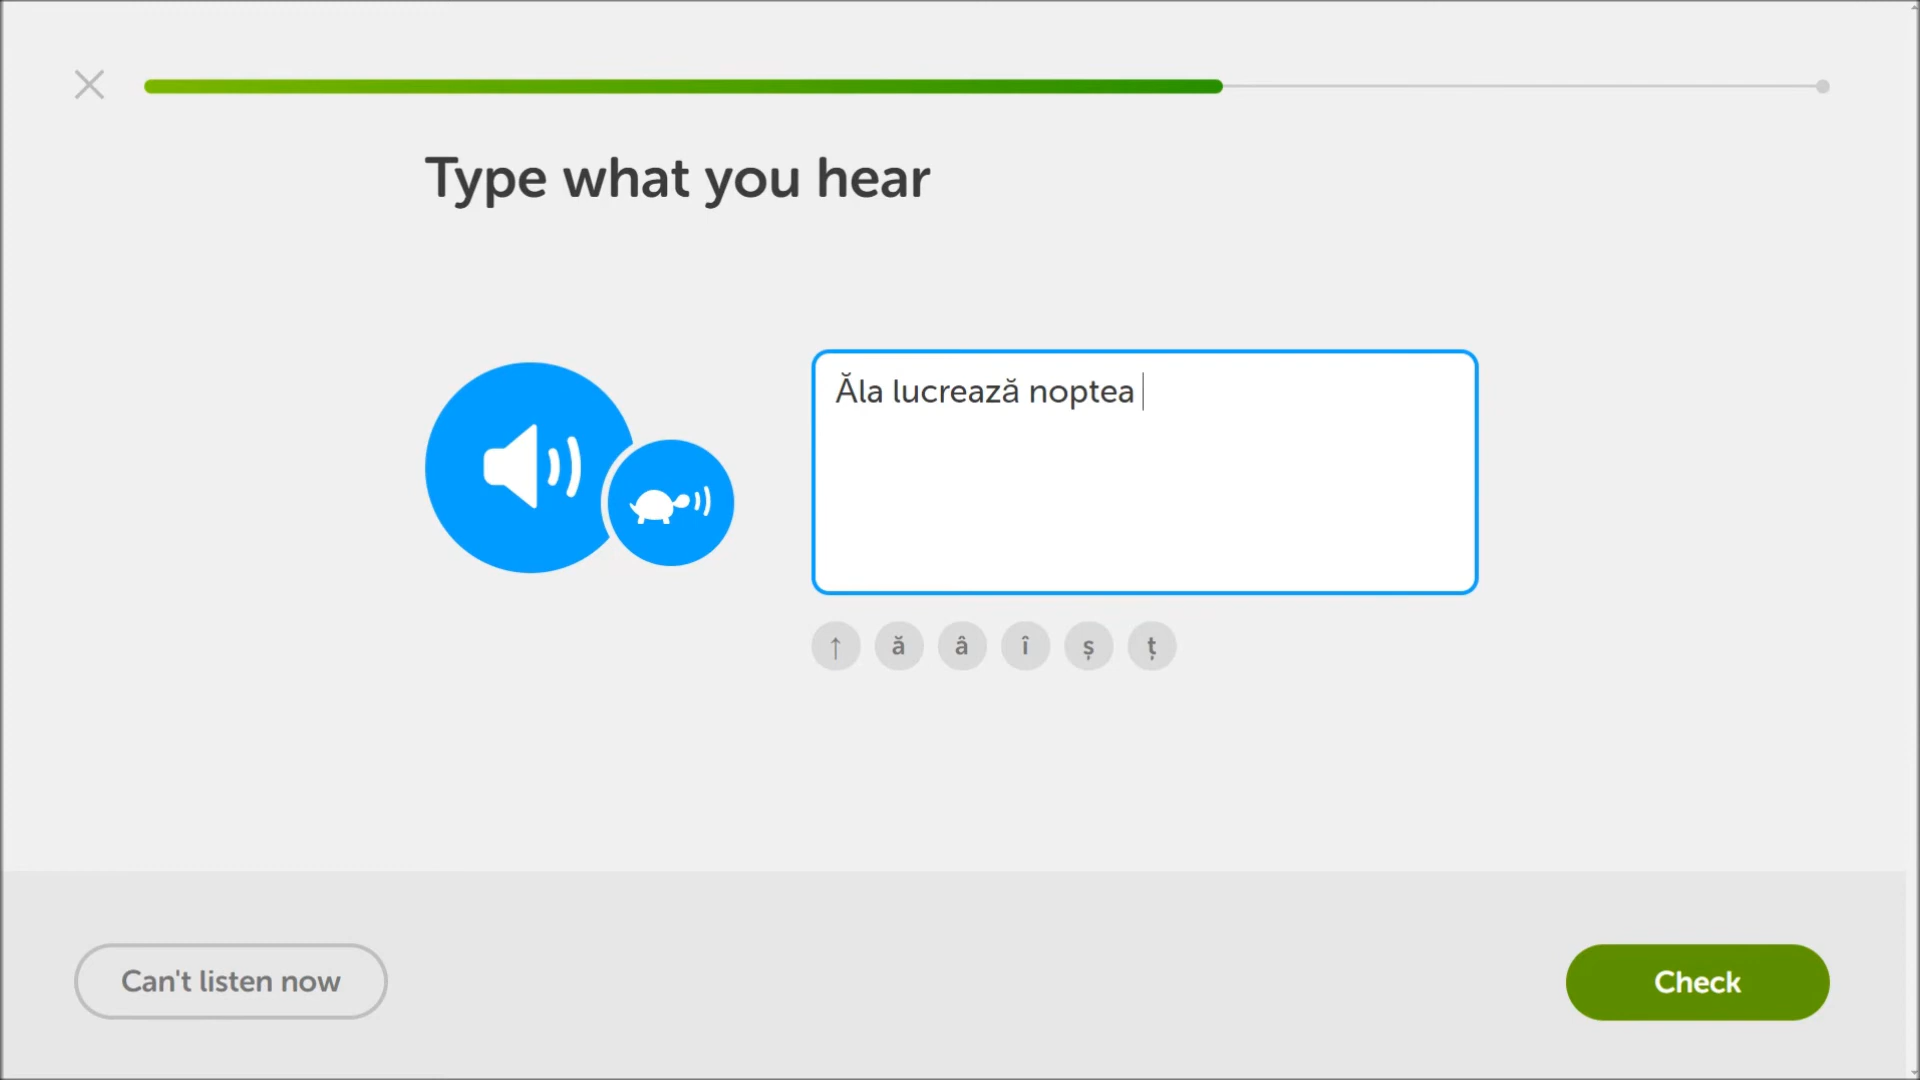 Type what you hear
Ăla lucrează noptea
↑ ă â î ș ț
Can't listen now
Check